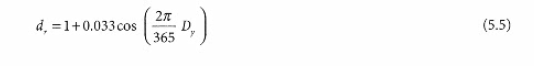 d_r = 1 + 0.033 cos ( 2π / 365 D_y ) (5.5)